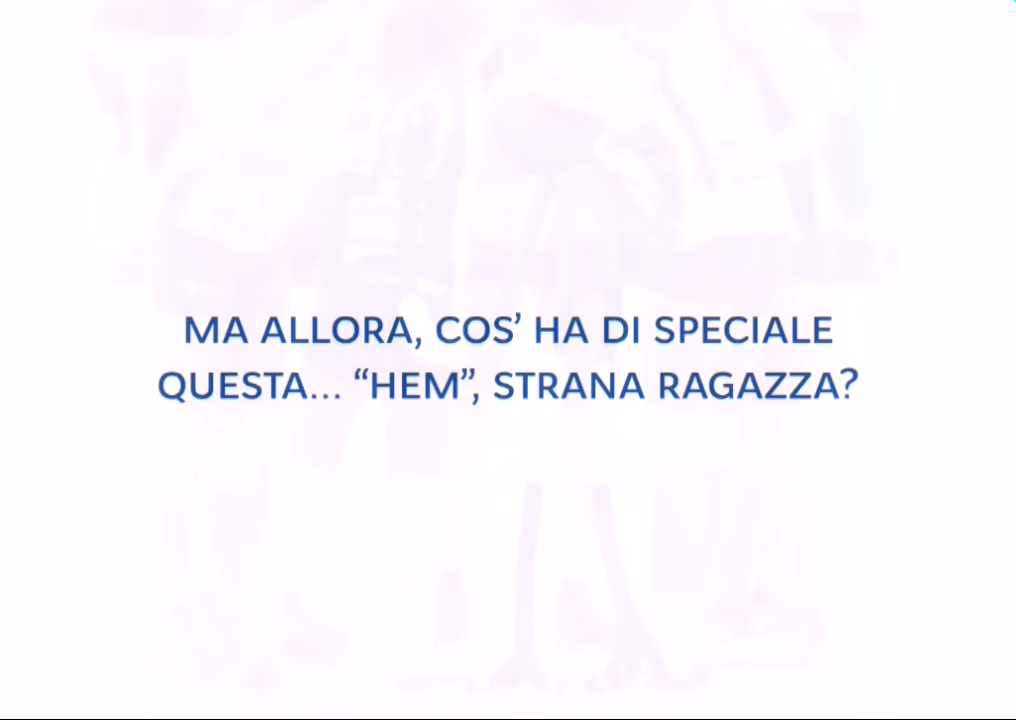 MA ALLORA, COS’ HA DI SPECIALE
QUESTA... “HEM”, STRANA RAGAZZA?